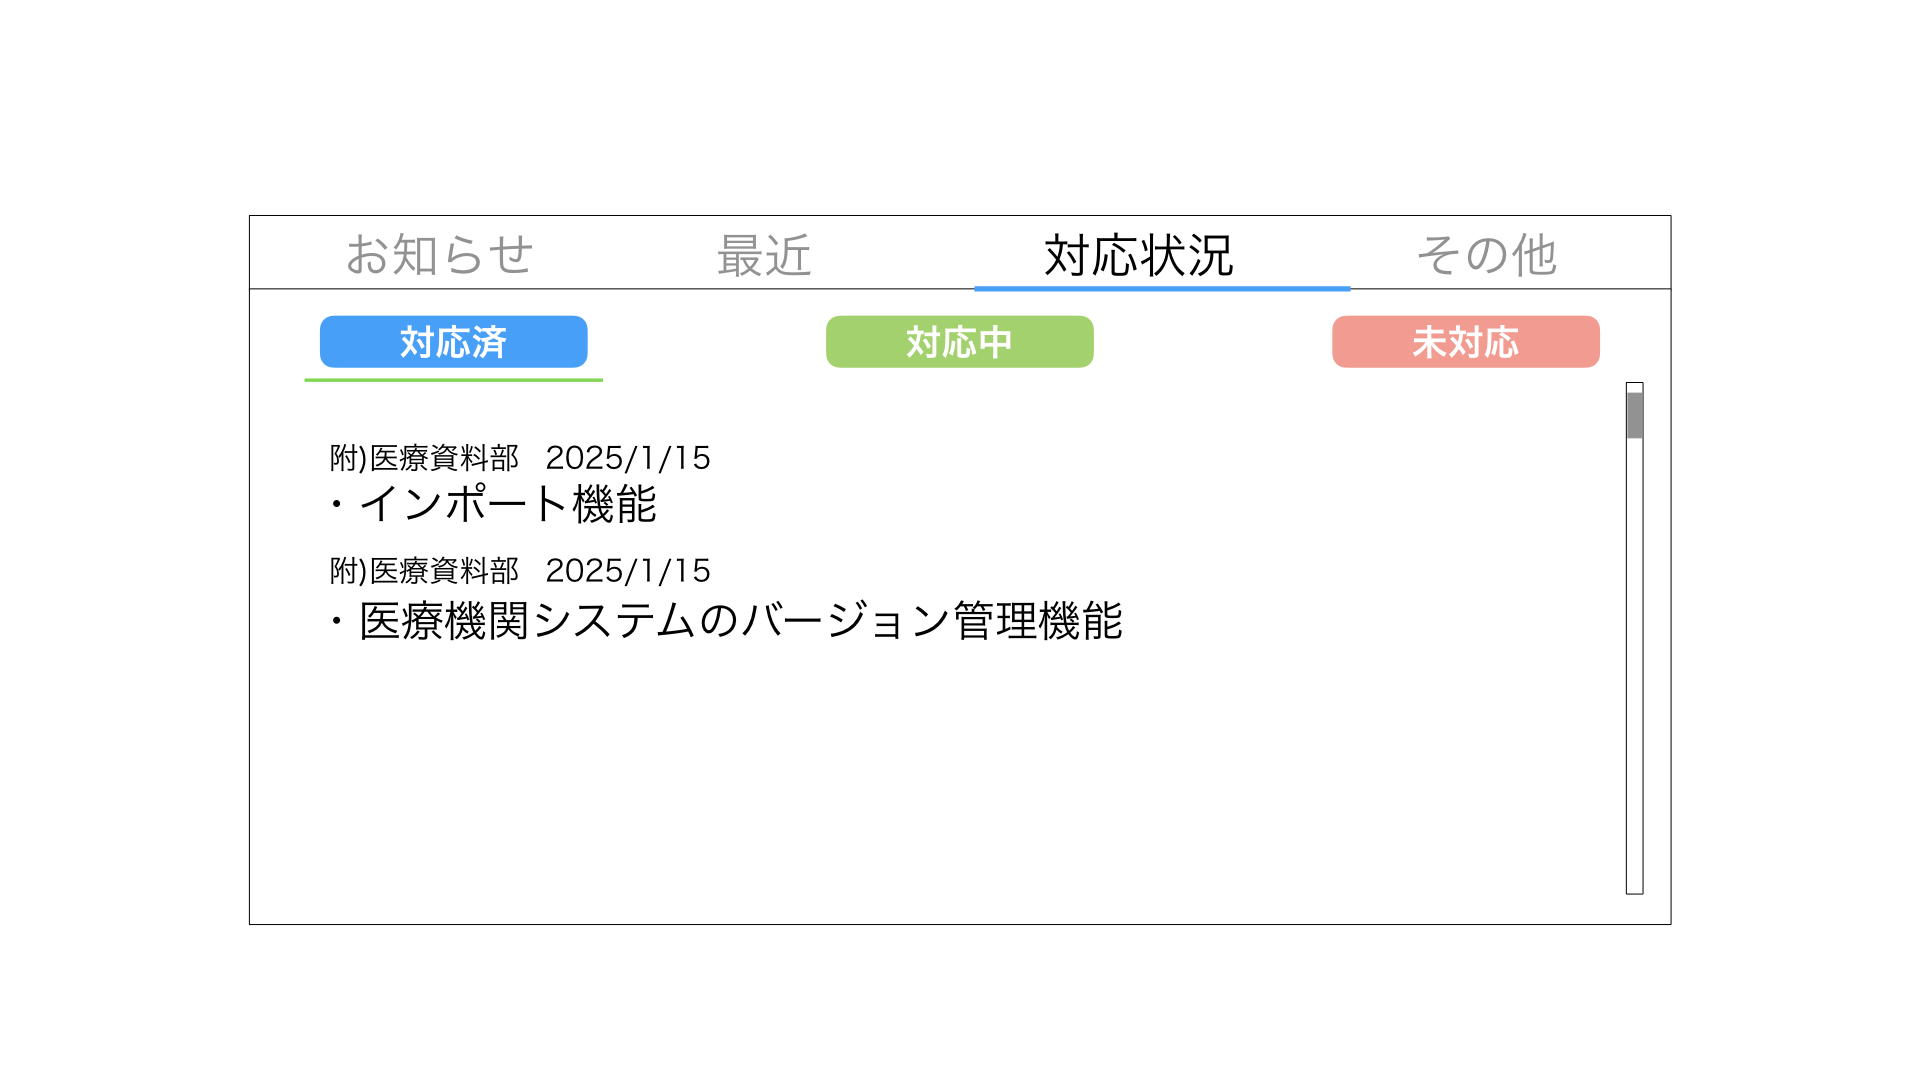 お知らせ 最近 対応状況 その他
対応済 対応中 未対応
附)医療資料部 2025/1/15
・インポート機能
附)医療資料部 2025/1/15
・医療機関システムのバージョン管理機能